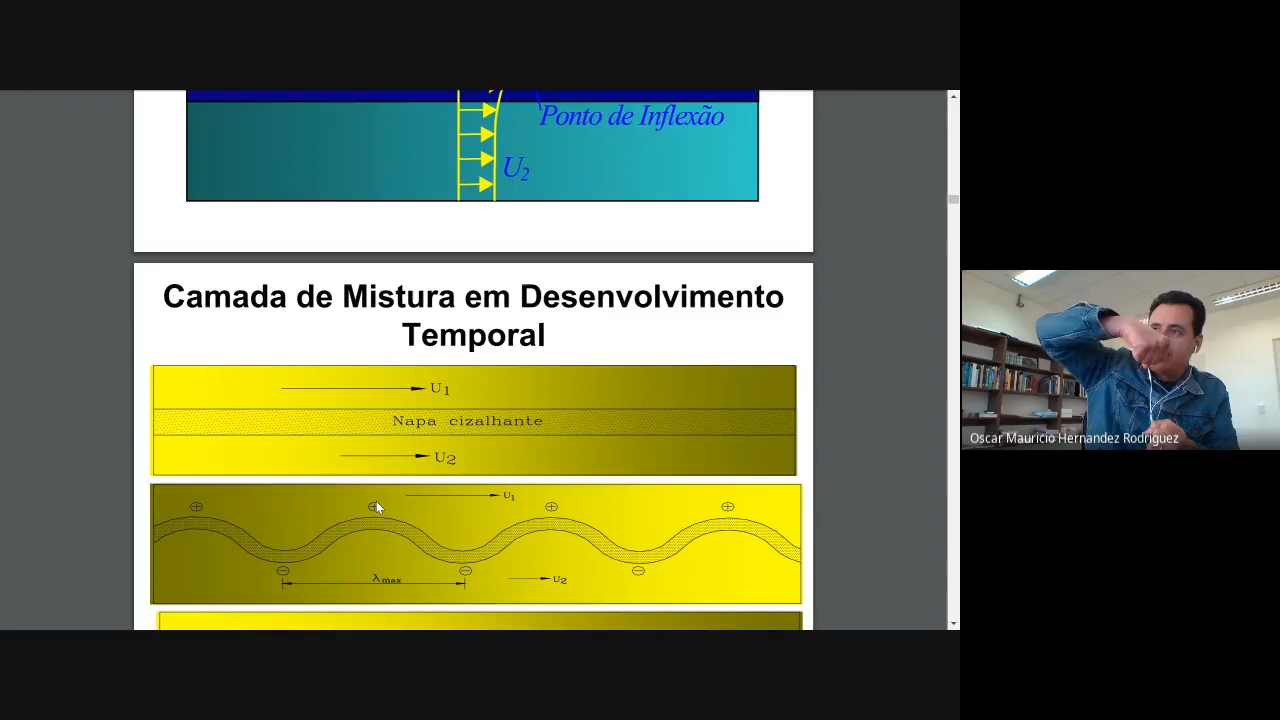 Ponto de Inflexão
U2
Camada de Mistura em Desenvolvimento
Temporal
U1
Napa cizalhante
U2
+ + + +
U1
- - -
λmax
U2
Oscar Mauricio Hernandez Rodriguez